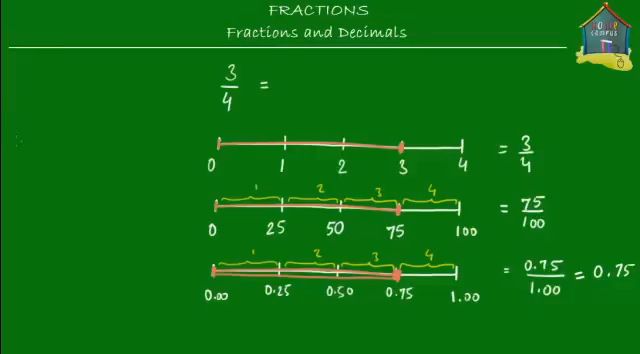 FRACTIONS
Fractions and Decimals
HOME CAMPUS
3/4 =
0 1 2 3 4 = 3/4
1 2 3 4
0 25 50 75 100 = 75/100
1 2 3 4
0.00 0.25 0.50 0.75 1.00 = 0.75/1.00 = 0.75